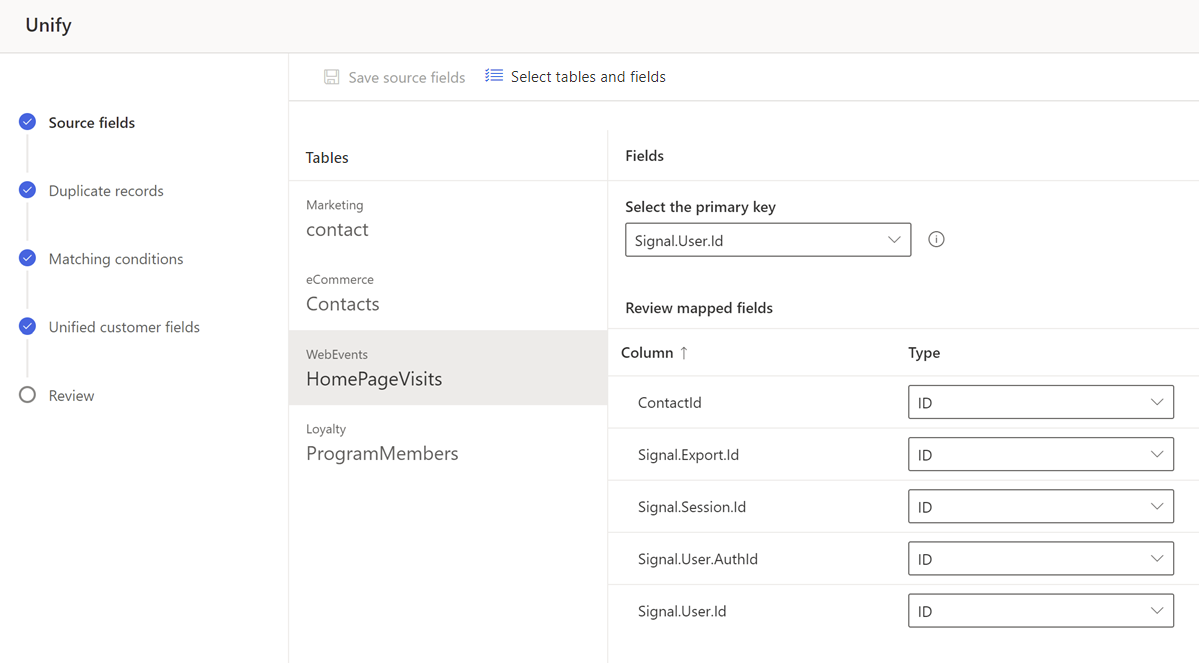 Unify
Save source fields
Select tables and fields
Source fields
Duplicate records
Matching conditions
Unified customer fields
Review
Tables
Marketing
contact
eCommerce
Contacts
WebEvents
HomePageVisits
Loyalty
ProgramMembers
Fields
Select the primary key
Signal.User.Id
Review mapped fields
Column ↑ Type
ContactId ID
Signal.Export.Id ID
Signal.Session.Id ID
Signal.User.AuthId ID
Signal.User.Id ID